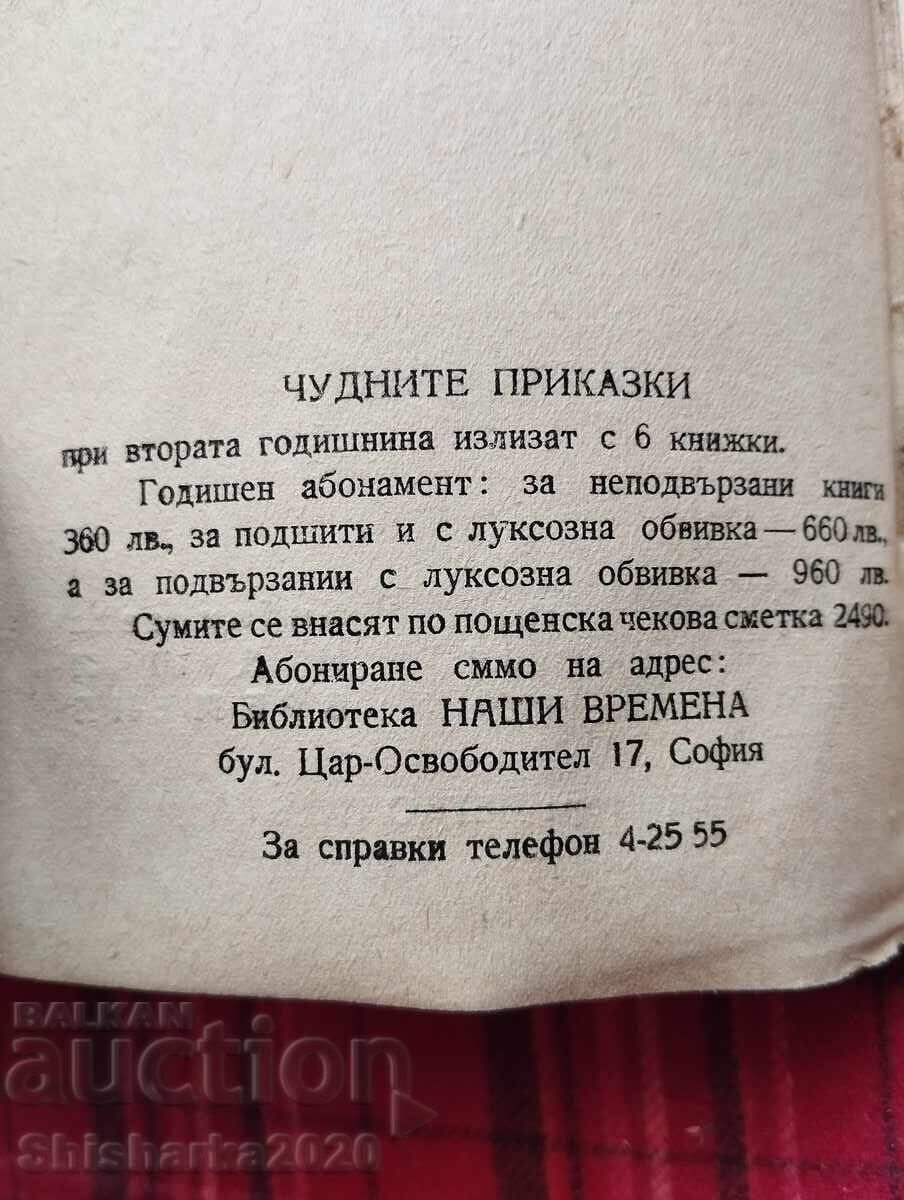 ЧУДНИТЕ ПРИКАЗКИ
при втората годишнина излизат с 6 книжки.
Годишен абонамент: за неподвързани книги
360 лв., за подшити и с луксозна обвивка — 660 лв.,
а за подвързании с луксозна обвивка — 960 лв.
Сумите се внасят по пощенска чекова сметка 2490.
Абониране сммо на адрес:
Библиотека НАШИ ВРЕМЕНА
бул. Цар-Освободител 17, София
За справки телефон 4-25 55
BALKAN
auction
Shisharka2020